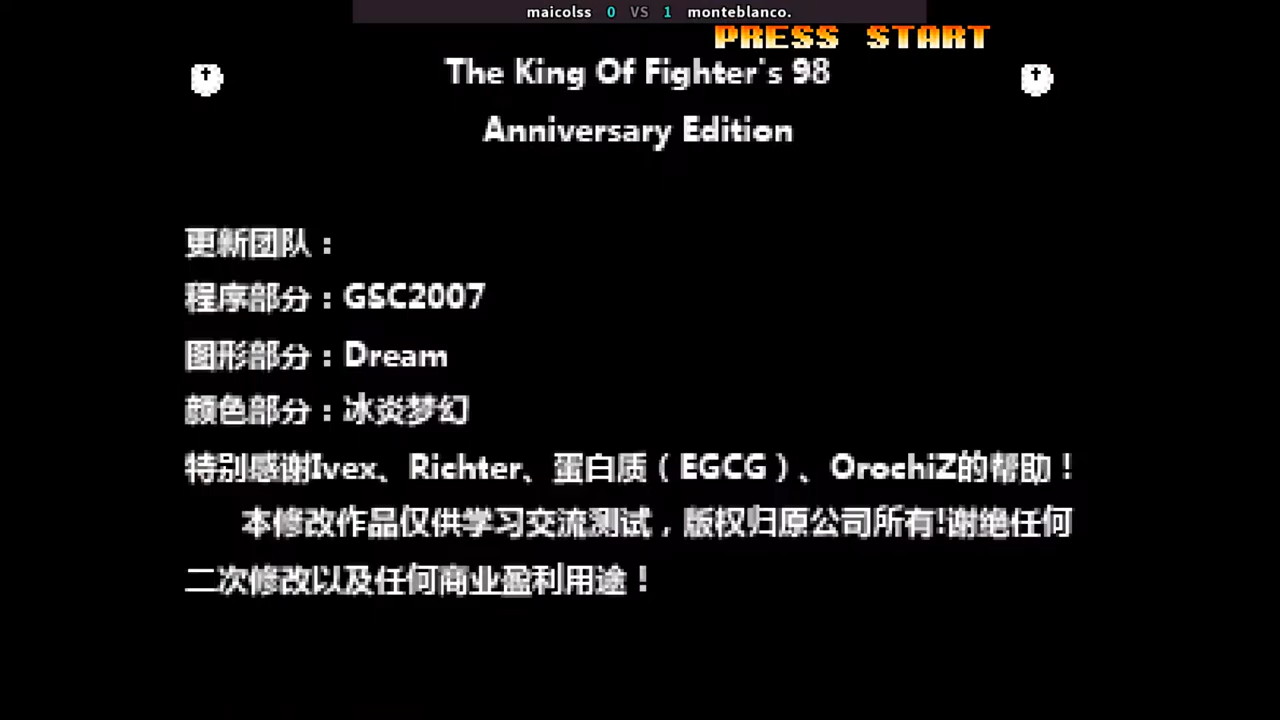 maicolss 0 VS 1 monteblanco.
PRESS START
The King Of Fighter's 98
Anniversary Edition
更新团队：
程序部分：GSC2007
图形部分：Dream
颜色部分：冰炎梦幻
特别感谢Ivex、Richter、蛋白质（EGCG）、OrochiZ的帮助！
本修改作品仅供学习交流测试，版权归原公司所有!谢绝任何
二次修改以及任何商业盈利用途！